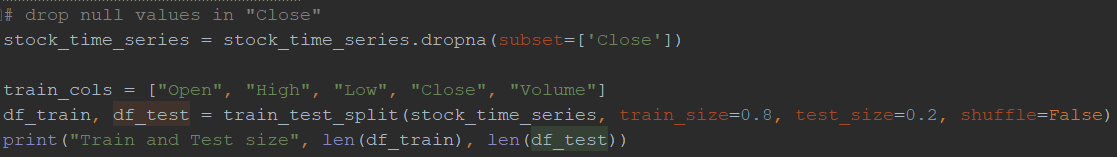 # drop null values in "Close"
stock_time_series = stock_time_series.dropna(subset=['Close'])
train_cols = ["Open", "High", "Low", "Close", "Volume"]
df_train, df_test = train_test_split(stock_time_series, train_size=0.8, test_size=0.2, shuffle=False)
print("Train and Test size", len(df_train), len(df_test))